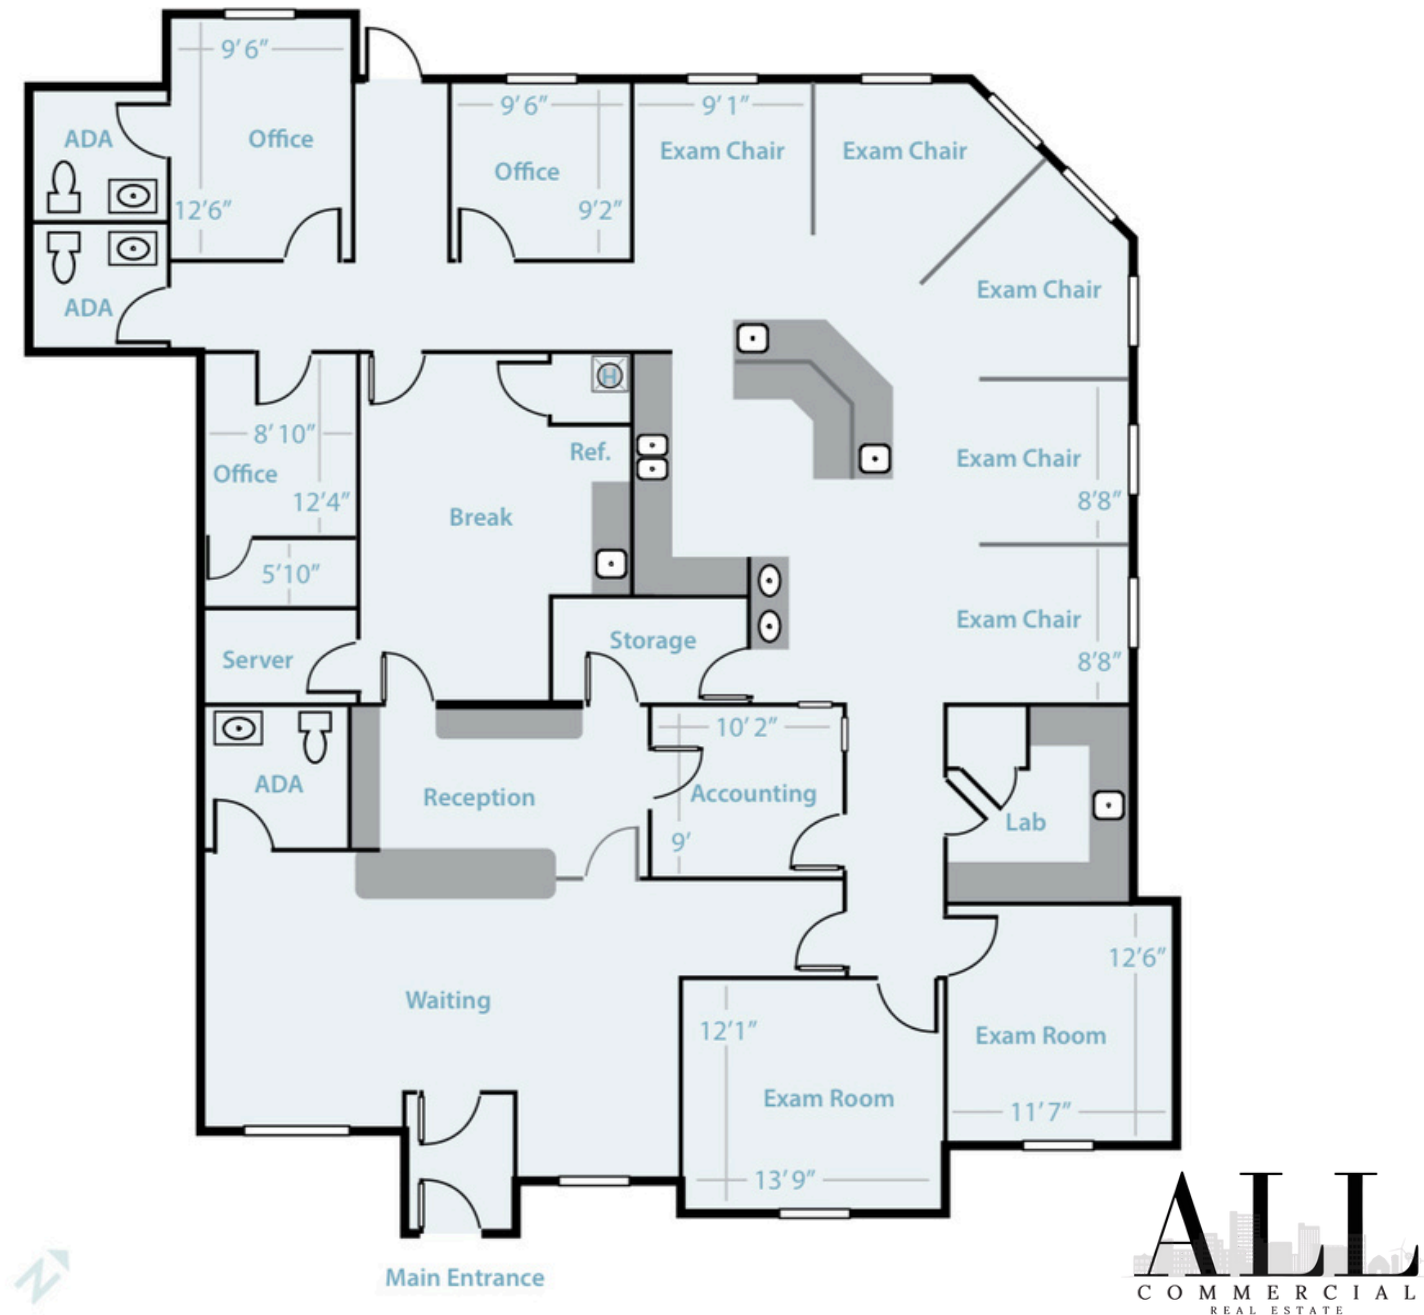 9'6"
ADA
Office
12'6"
9'6"
Office
9'2"
9'1"
Exam Chair
Exam Chair
ADA
Exam Chair
8'10"
Office
12'4"
5'10"
H
Ref.
Break
Exam Chair
8'8"
Server
Storage
Exam Chair
8'8"
ADA
Reception
10'2"
Accounting
9'
Lab
Waiting
12'1"
Exam Room
13'9"
12'6"
Exam Room
11'7"
Main Entrance
N
ALL
COMMERCIAL
REAL ESTATE